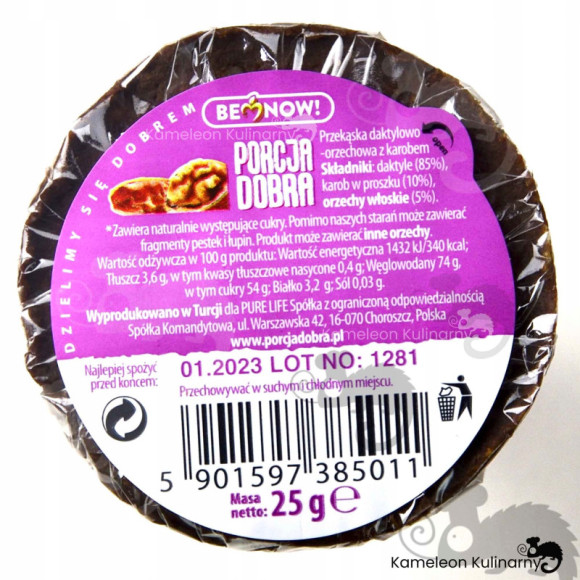 BE NOW!
DZIELIMY SIĘ DOBREM
Kameleon Kulinarny
PORCJA
DOBRA
Przekąska daktylowo
-orzechowa z karobem
open
Składniki: daktyle (85%),
karob w proszku (10%),
orzechy włoskie (5%).
*Zawiera naturalnie występujące cukry. Pomimo naszych starań może zawierać
fragmenty pestek i łupin. Produkt może zawierać inne orzechy.
Wartość odżywcza w 100 g produktu: Wartość energetyczna 1432 kJ/340 kcal;
Tłuszcz 3,6 g, w tym kwasy tłuszczowe nasycone 0,4 g; Węglowodany 74 g,
w tym cukry 54 g; Białko 3,2 g; Sól 0,03 g.
Wyprodukowano w Turcji dla PURE LIFE Spółka z ograniczoną odpowiedzialnością
Spółka Komandytowa, ul. Warszawska 42, 16-070 Choroszcz, Polska
Kameleon Kulinarny
www.porcjadobra.pl
Najlepiej spożyć
przed końcem:
01.2023 LOT NO: 1281
Przechowywać w suchym i chłodnym miejscu.
5 901597 385011
Masa
netto: 25 g e
Kameleon Kulinarny